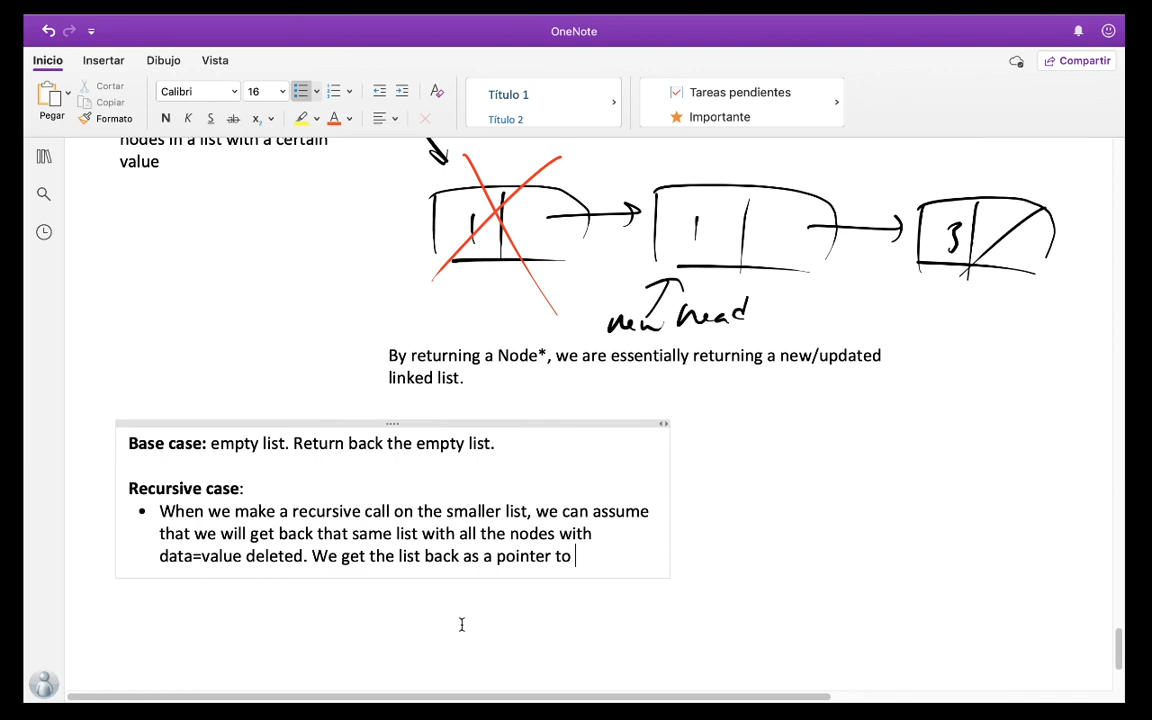 OneNote
Inicio Insertar Dibujo Vista
Compartir
Pegar
Cortar
Copiar
Formato
Calibri 16
N K S ab x₂ A
Título 1
Título 2
Tareas pendientes
Importante
nodes in a list with a certain
value
1 1 3
new head
By returning a Node*, we are essentially returning a new/updated
linked list.
Base case: empty list. Return back the empty list.
Recursive case:
• When we make a recursive call on the smaller list, we can assume
that we will get back that same list with all the nodes with
data=value deleted. We get the list back as a pointer to